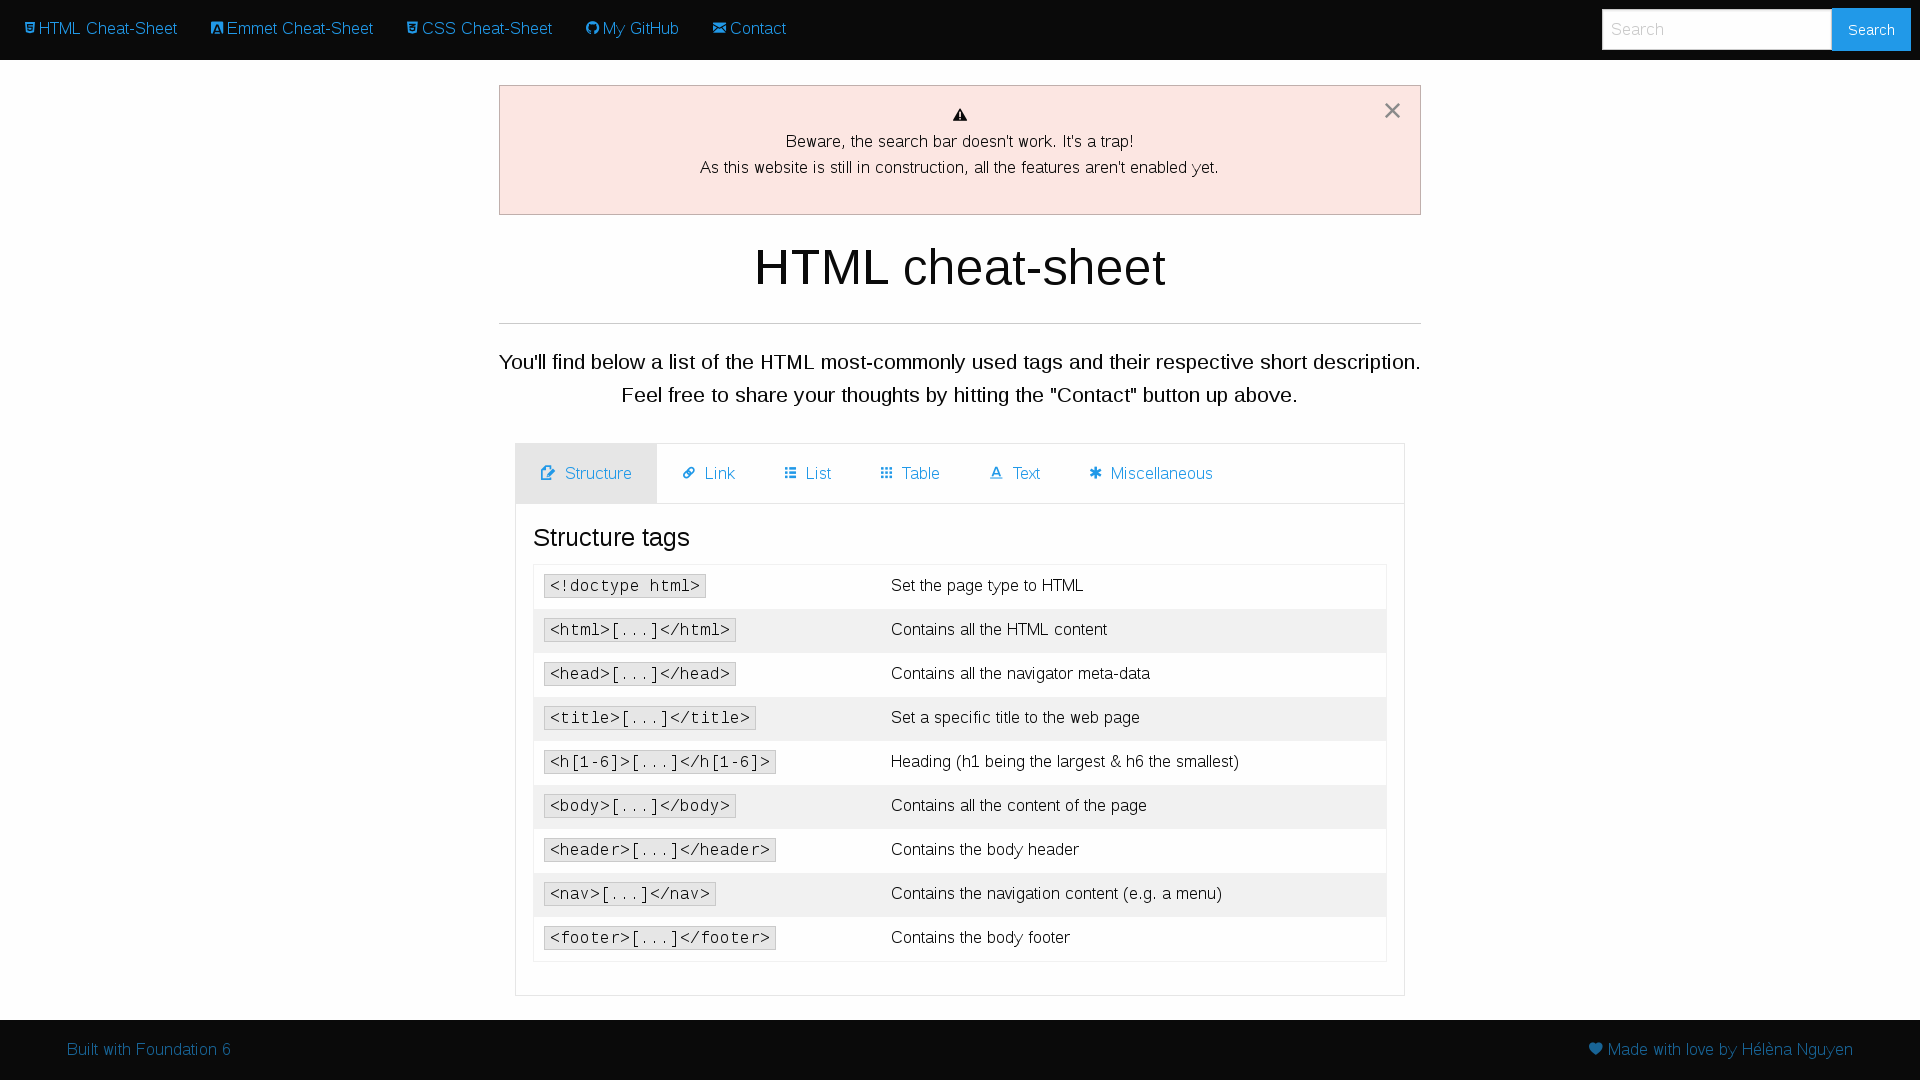 HTML Cheat-Sheet
Emmet Cheat-Sheet
CSS Cheat-Sheet
My GitHub
Contact
Search
Search
Beware, the search bar doesn't work. It's a trap!
As this website is still in construction, all the features aren't enabled yet.
HTML cheat-sheet
You'll find below a list of the HTML most-commonly used tags and their respective short description.
Feel free to share your thoughts by hitting the "Contact" button up above.
Structure
Link
List
Table
Text
Miscellaneous
Structure tags
<!doctype html> Set the page type to HTML
<html>[...]</html> Contains all the HTML content
<head>[...]</head> Contains all the navigator meta-data
<title>[...]</title> Set a specific title to the web page
<h[1-6]>[...]</h[1-6]> Heading (h1 being the largest & h6 the smallest)
<body>[...]</body> Contains all the content of the page
<header>[...]</header> Contains the body header
<nav>[...]</nav> Contains the navigation content (e.g. a menu)
<footer>[...]</footer> Contains the body footer
Built with Foundation 6
Made with love by Hélèna Nguyen